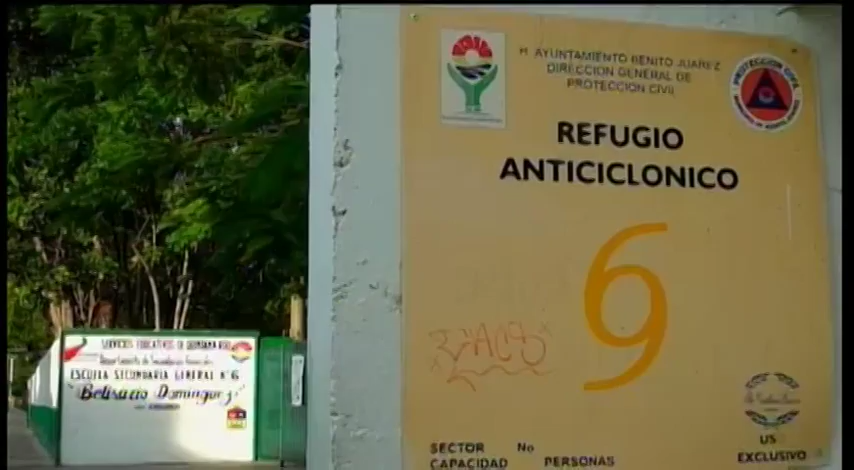 H AYUNTAMIENTO BENITO JUAREZ
DIRECCION GENERAL DE
PROTECCION CIVIL
PROTECCION CIVIL
REFUGIO
ANTICICLONICO
SECTOR No
CAPACIDAD PERSONAS
US
EXCLUSIVO
SERVICIOS EDUCATIVOS DE QUINTANA ROO
ESCUELA SECUNDARIA GENERAL Nº 6
"Belisario Dominguez"